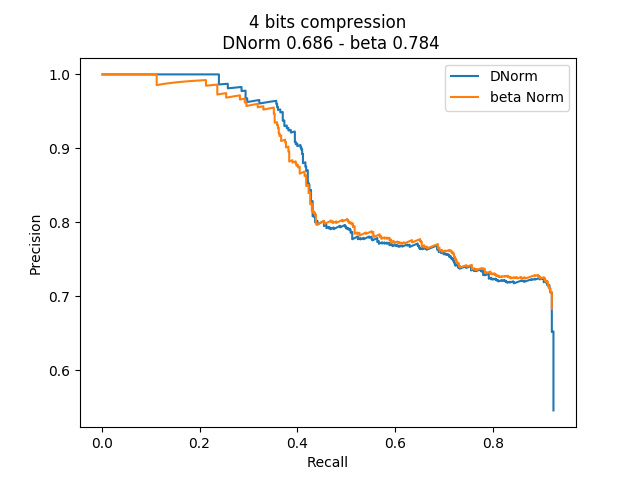 4 bits compression
DNorm 0.686 - beta 0.784
DNorm
beta Norm
1.0
0.9
0.8
0.7
0.6
Precision
0.0
0.2
0.4
0.6
0.8
Recall